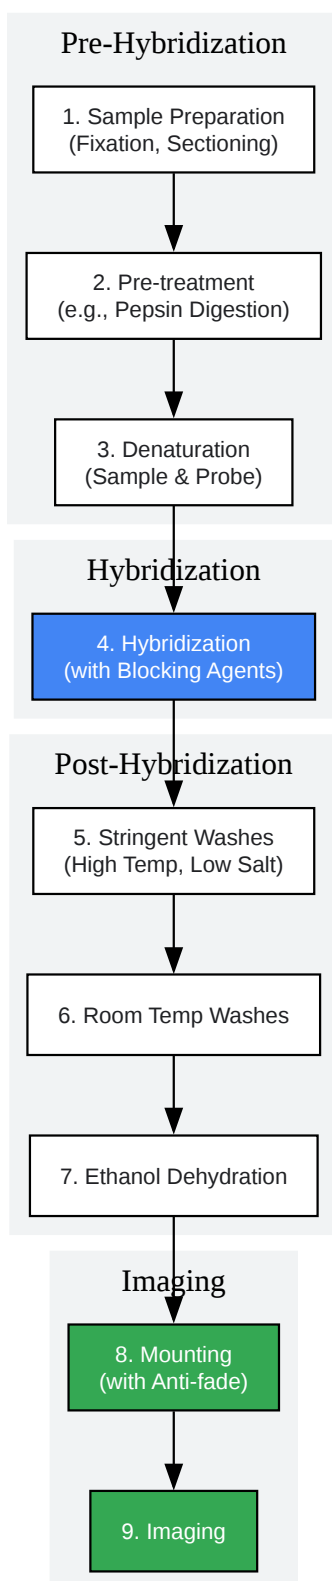 Pre-Hybridization
1. Sample Preparation
(Fixation, Sectioning)
2. Pre-treatment
(e.g., Pepsin Digestion)
3. Denaturation
(Sample & Probe)
Hybridization
4. Hybridization
(with Blocking Agents)
Post-Hybridization
5. Stringent Washes
(High Temp, Low Salt)
6. Room Temp Washes
7. Ethanol Dehydration
Imaging
8. Mounting
(with Anti-fade)
9. Imaging